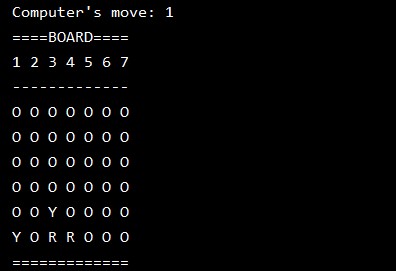 Computer's move: 1
====BOARD====
1 2 3 4 5 6 7
-------------
O O O O O O O
O O O O O O O
O O O O O O O
O O O O O O O
O O Y O O O O
Y O R R O O O
=============